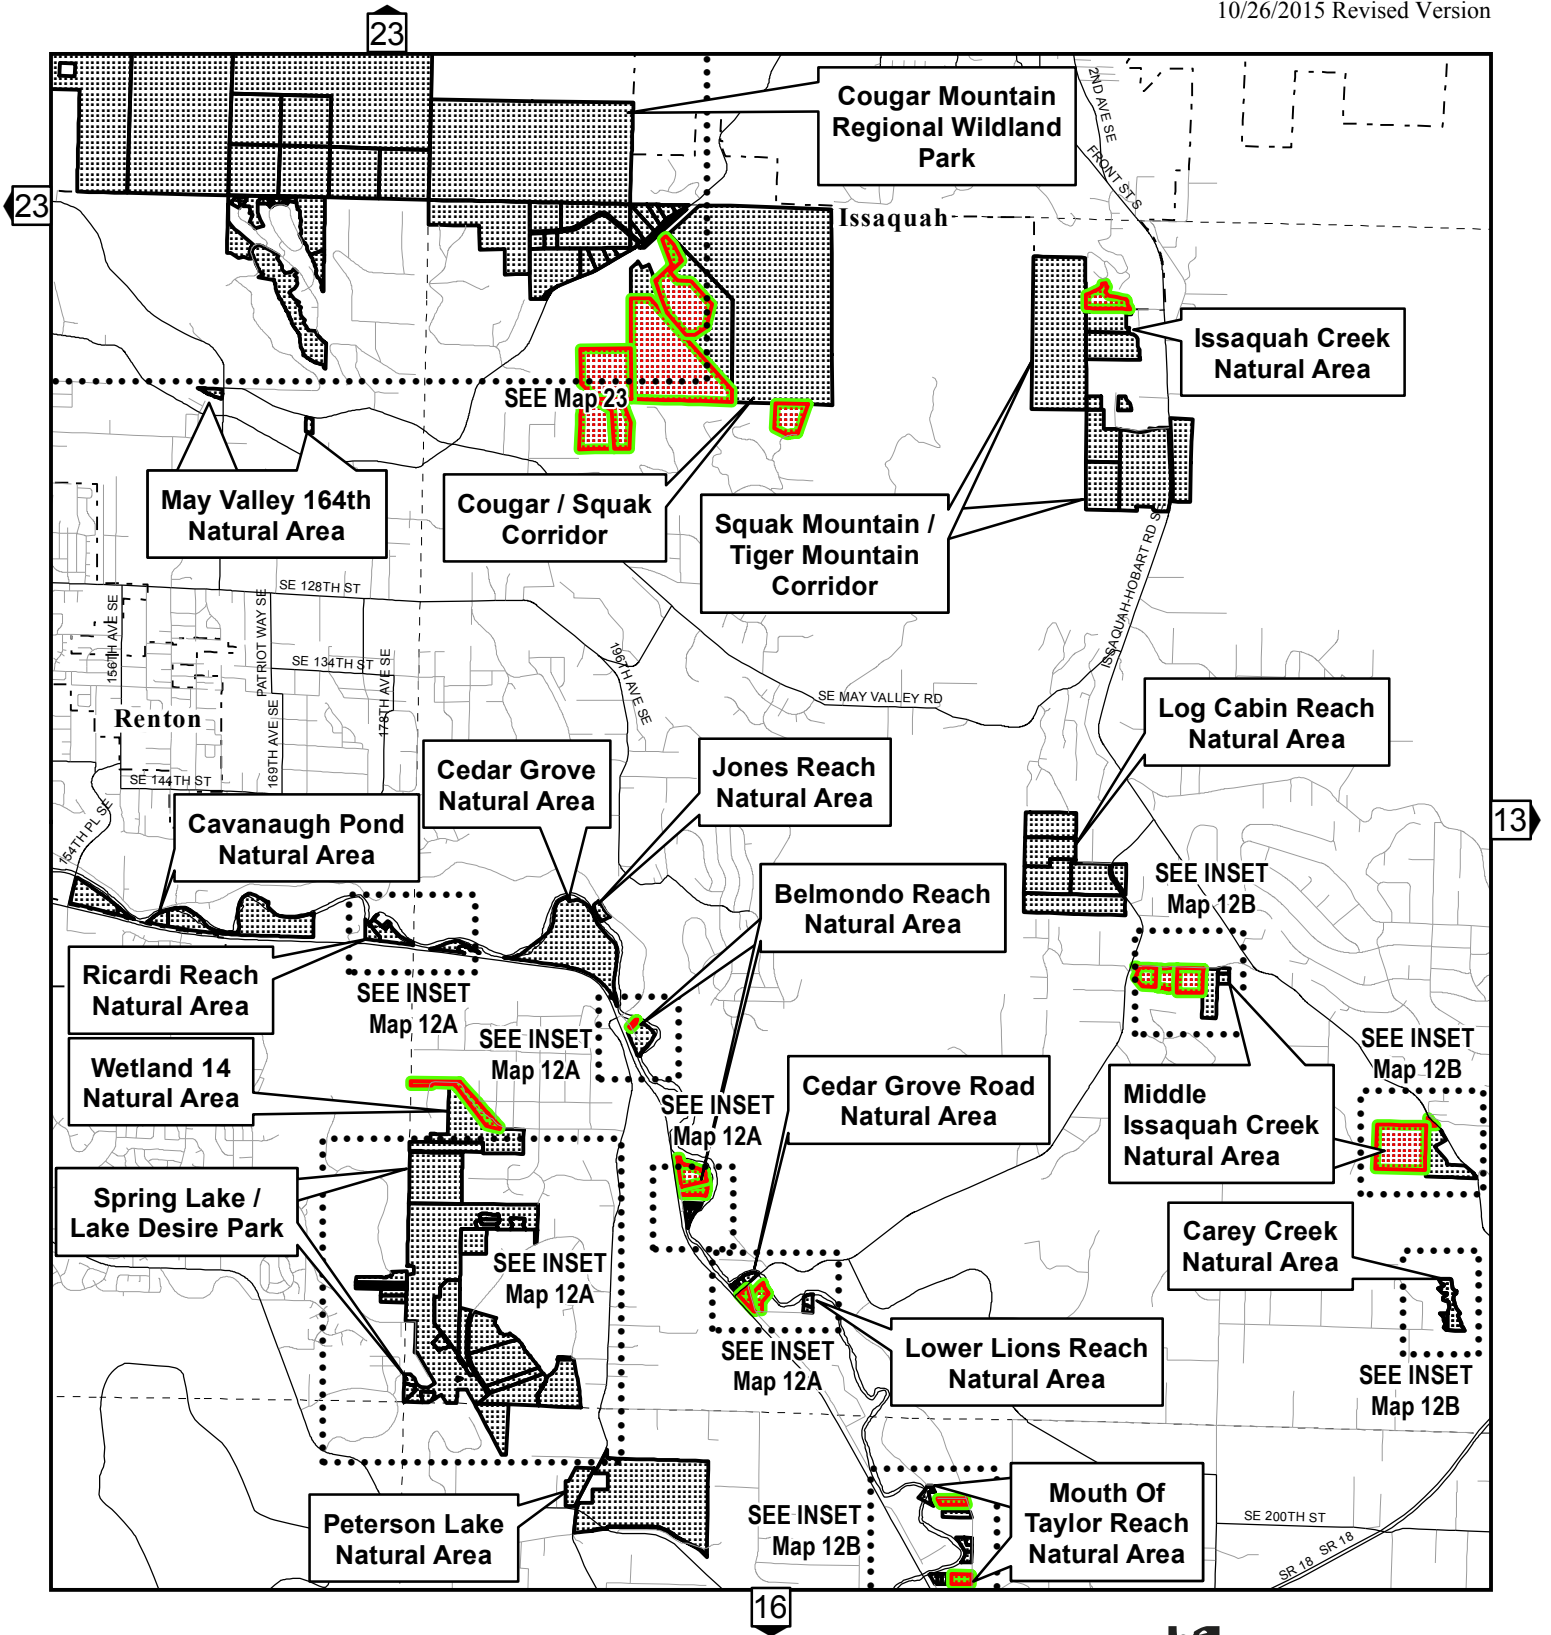 10/26/2015 Revised Version
23
23
Cougar Mountain
Regional Wildland
Park
2ND AVE SE
FRONT ST S
Issaquah
Issaquah Creek
Natural Area
SEE Map 23
May Valley 164th
Natural Area
Cougar / Squak
Corridor
Squak Mountain /
Tiger Mountain
Corridor
ISSAQUAH-HOBART RD SE
SE 128TH ST
156TH AVE SE
PATRIOT WAY SE
SE 134TH ST
178TH AVE SE
196TH AVE SE
SE MAY VALLEY RD
Renton
169TH AVE SE
SE 144TH ST
154TH PL SE
Log Cabin Reach
Natural Area
Cedar Grove
Natural Area
Jones Reach
Natural Area
Cavanaugh Pond
Natural Area
13
SEE INSET
Map 12B
Belmondo Reach
Natural Area
Ricardi Reach
Natural Area
SEE INSET
Map 12A
SEE INSET
Map 12A
Wetland 14
Natural Area
SEE INSET
Map 12A
Cedar Grove Road
Natural Area
Middle
Issaquah Creek
Natural Area
SEE INSET
Map 12B
Spring Lake /
Lake Desire Park
SEE INSET
Map 12A
Carey Creek
Natural Area
SEE INSET
Map 12A
Lower Lions Reach
Natural Area
SEE INSET
Map 12B
Peterson Lake
Natural Area
SEE INSET
Map 12B
Mouth Of
Taylor Reach
Natural Area
SE 200TH ST
SR 18
SR 18
16